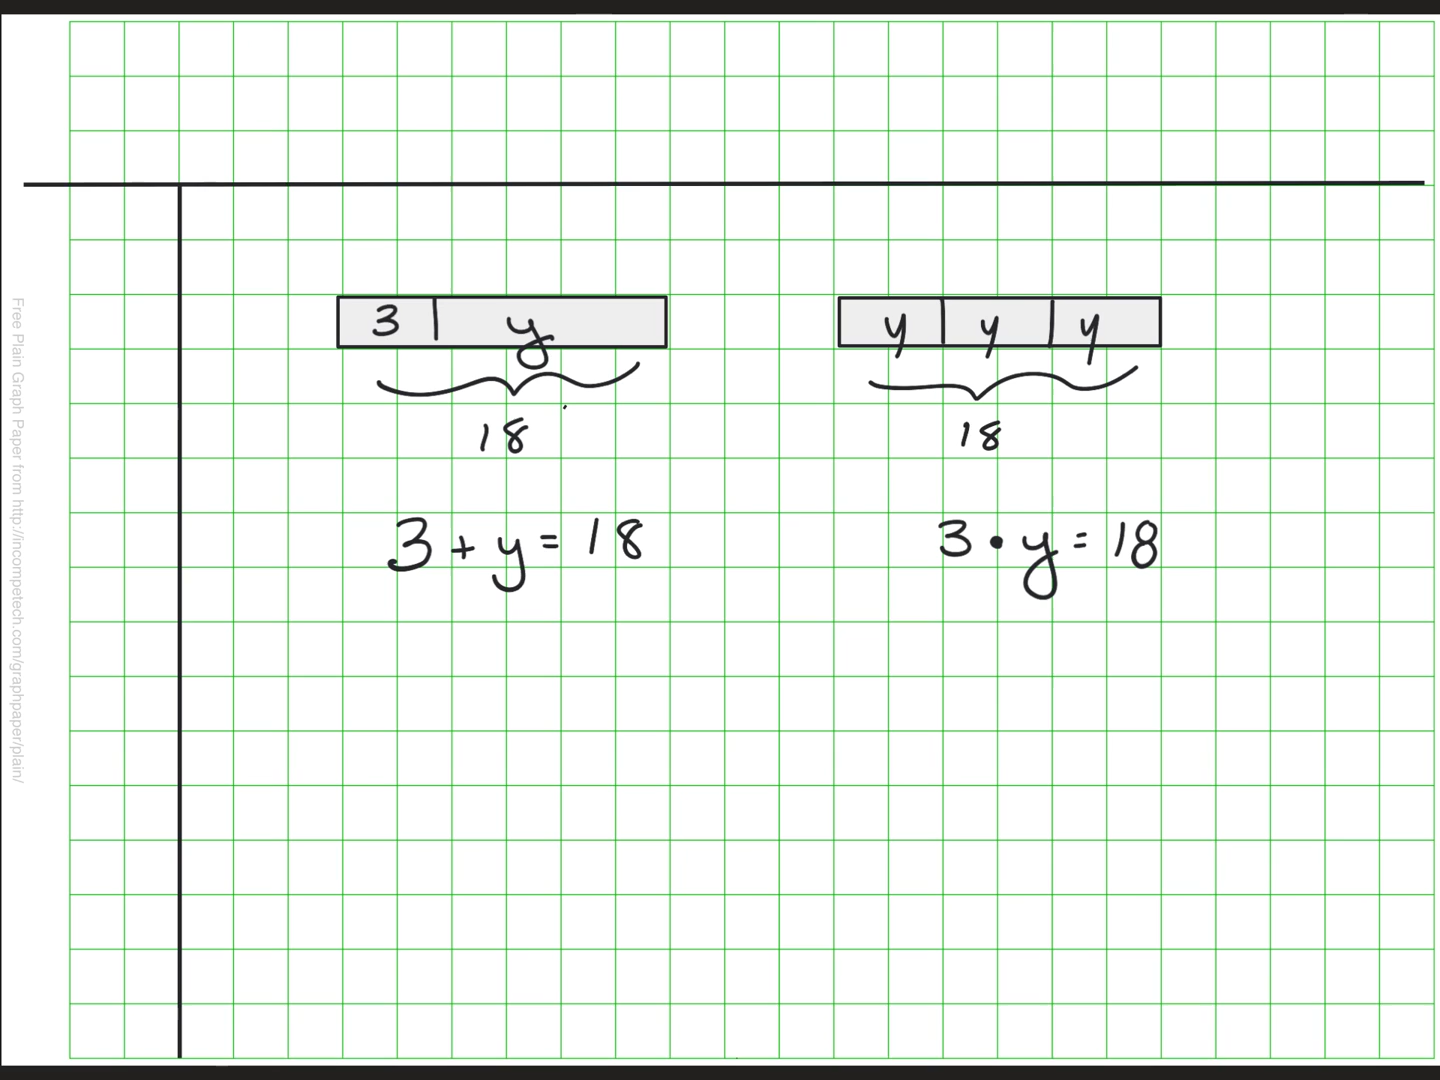 3 y
18
3 + y = 18
y y y
18
3 • y = 18
Free Plain Graph Paper from http://incompetech.com/graphpaper/plain/